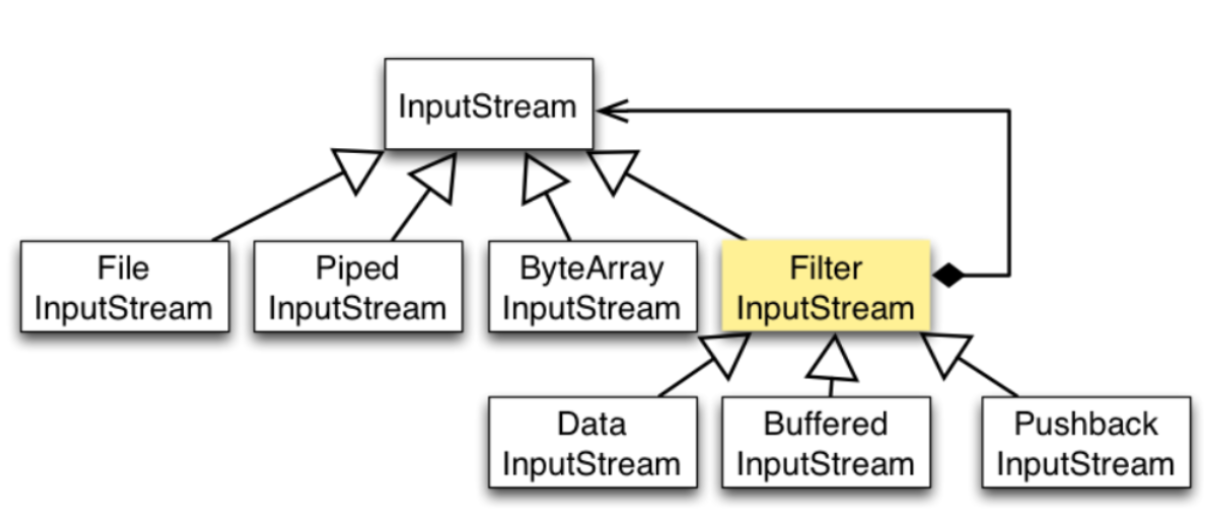 InputStream
File
InputStream
Piped
InputStream
ByteArray
InputStream
Filter
InputStream
Data
InputStream
Buffered
InputStream
Pushback
InputStream